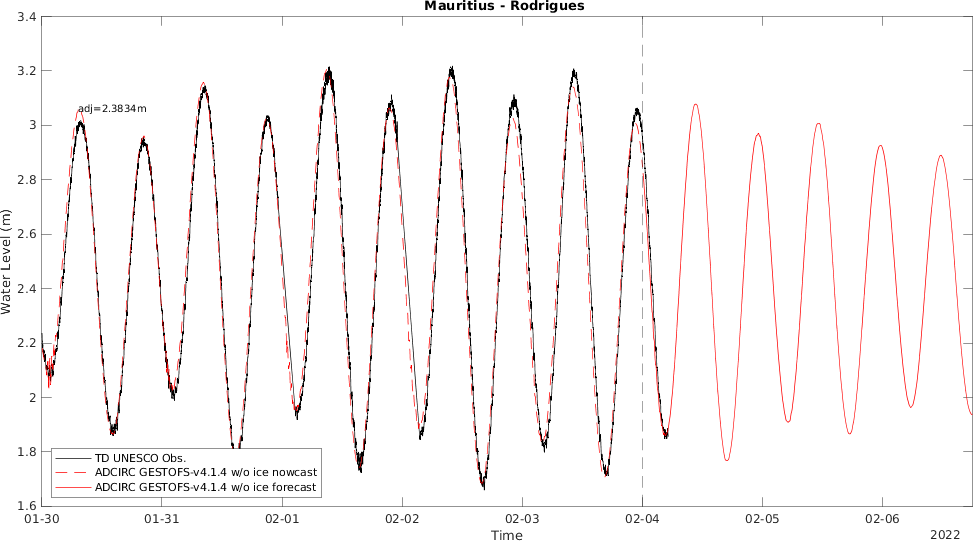 Mauritius - Rodrigues
3.4
3.2
3
2.8
2.6
2.4
2.2
2
1.8
1.6
Water Level (m)
adj=2.3834m
TD UNESCO Obs.
ADCIRC GESTOFS-v4.1.4 w/o ice nowcast
ADCIRC GESTOFS-v4.1.4 w/o ice forecast
01-30 01-31 02-01 02-02 02-03 02-04 02-05 02-06
Time
2022